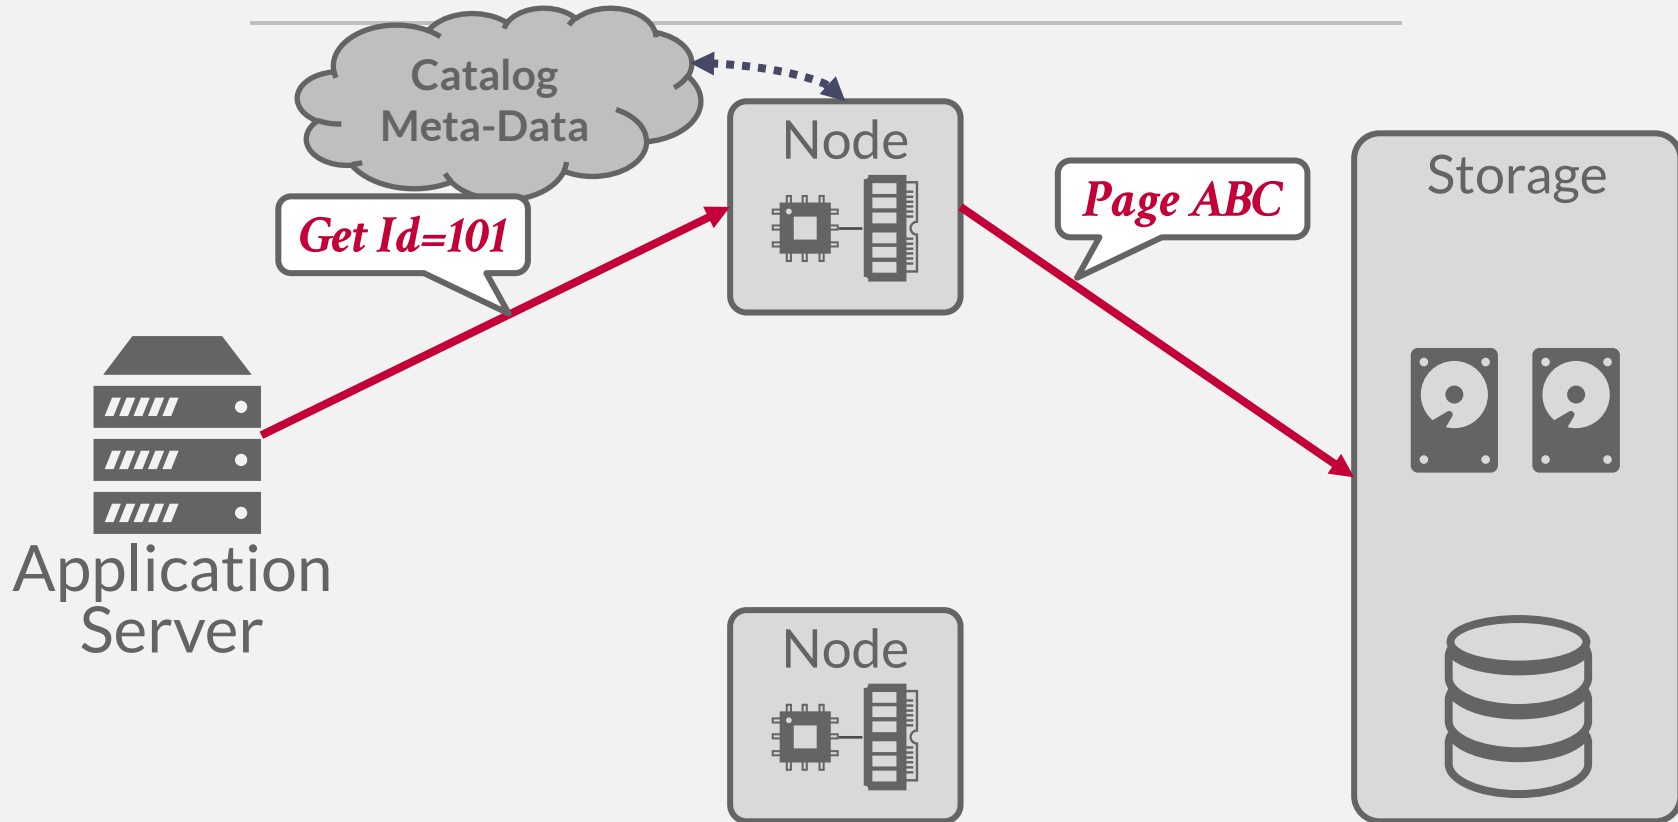 Catalog
Meta-Data
Node
Get Id=101
Page ABC
Storage
Application
Server
Node